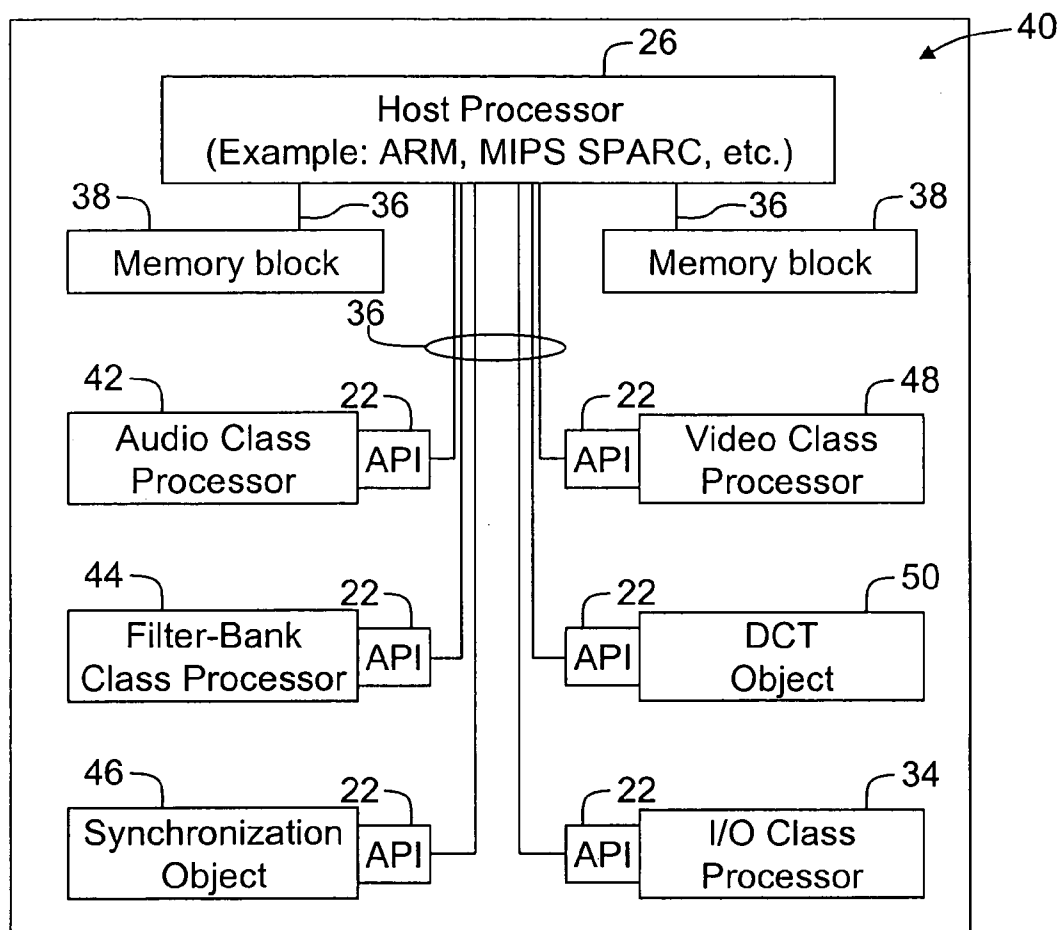 40
26
Host Processor
(Example: ARM, MIPS SPARC, etc.)
38
36
36
38
Memory block
Memory block
36
42
22
22
48
Audio Class
Processor
API
API
Video Class
Processor
44
22
22
50
Filter-Bank
Class Processor
API
API
DCT
Object
46
22
22
34
Synchronization
Object
API
API
I/O Class
Processor